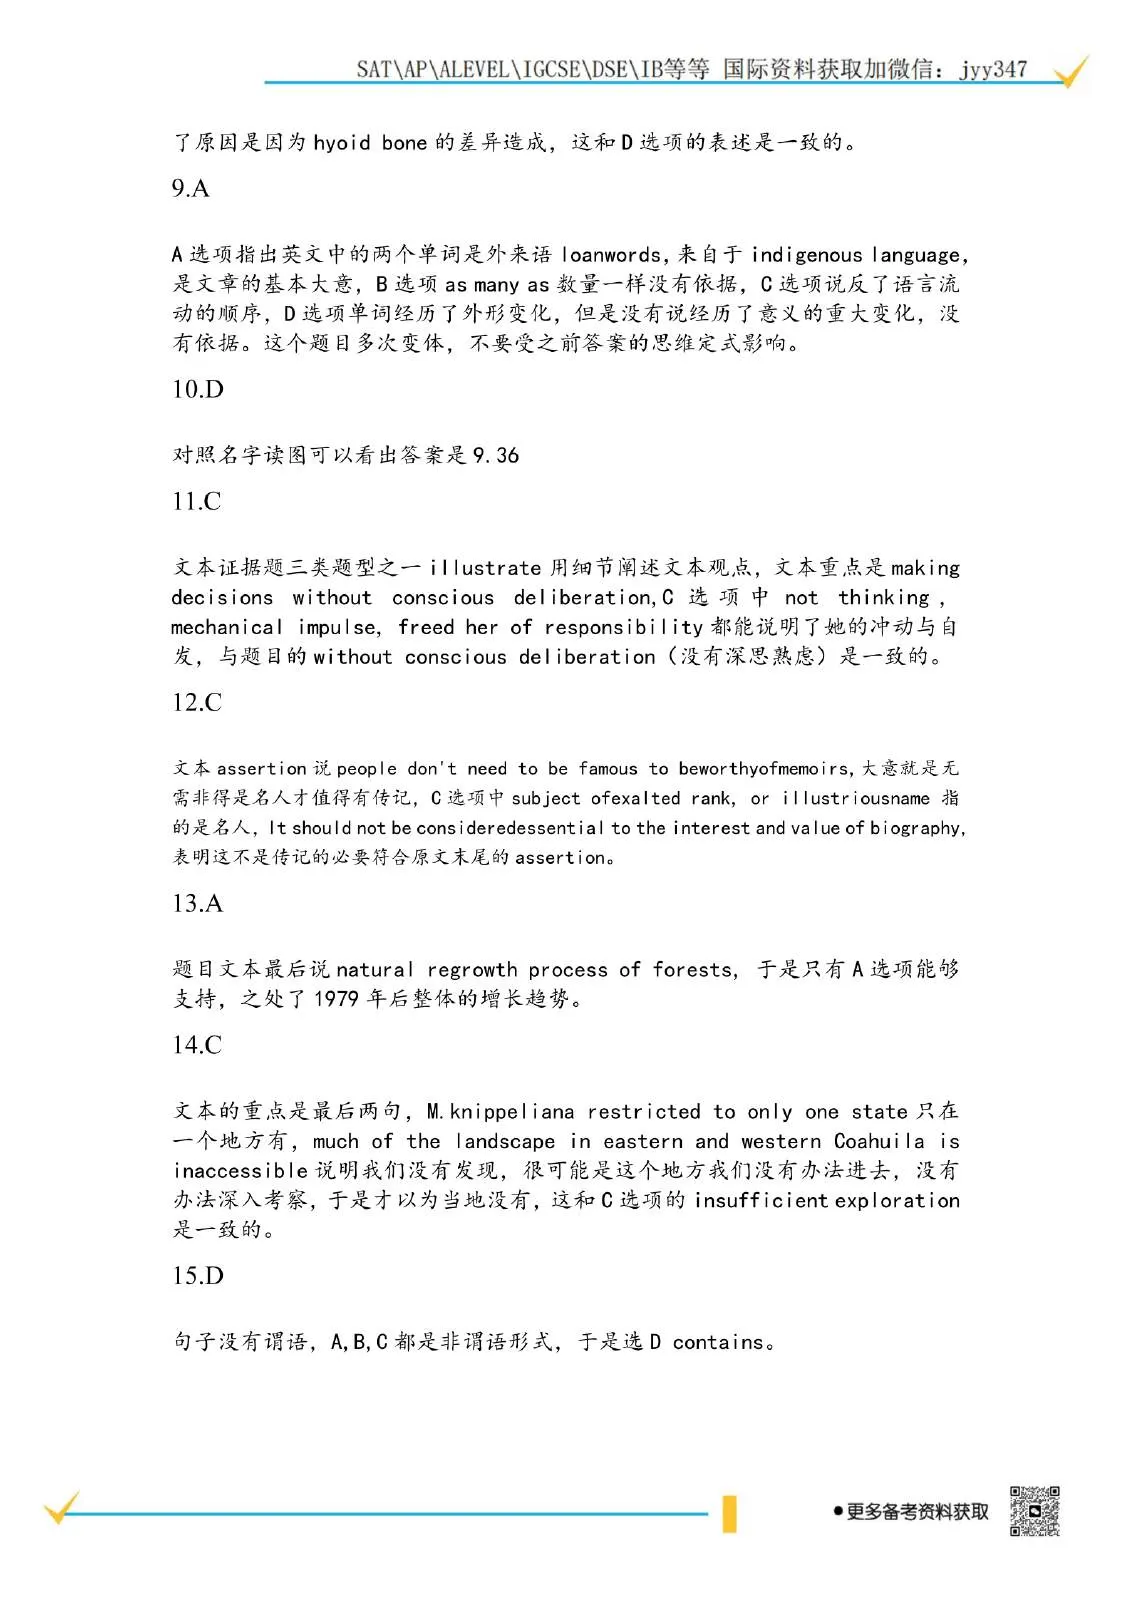 SAT\AP\ALEVEL\IGCSE\DSE\IB等等 国际资料获取加微信：jyy347
了原因是因为 hyoid bone 的差异造成，这和 D 选项的表述是一致的。
9.A
A 选项指出英文中的两个单词是外来语 loanwords，来自于 indigenous language，
是文章的基本大意，B 选项 as many as 数量一样没有依据，C 选项说反了语言流
动的顺序，D 选项单词经历了外形变化，但是没有说经历了意义的重大变化，没
有依据。这个题目多次变体，不要受之前答案的思维定式影响。
10.D
对照名字读图可以看出答案是 9.36
11.C
文本证据题三类题型之一 illustrate 用细节阐述文本观点，文本重点是 making
decisions without conscious deliberation,C 选项中 not thinking ,
mechanical impulse, freed her of responsibility 都能说明了她的冲动与自
发，与题目的 without conscious deliberation（没有深思熟虑）是一致的。
12.C
文本 assertion 说 people don't need to be famous to beworthyofmemoirs,大意就是无
需非得是名人才值得有传记，C 选项中 subject ofexalted rank, or illustriousname 指
的是名人，It should not be consideredessential to the interest and value of biography,
表明这不是传记的必要符合原文末尾的 assertion。
13.A
题目文本最后说 natural regrowth process of forests, 于是只有 A 选项能够
支持，之处了 1979 年后整体的增长趋势。
14.C
文本的重点是最后两句，M.knippeliana restricted to only one state 只在
一个地方有，much of the landscape in eastern and western Coahuila is
inaccessible 说明我们没有发现，很可能是这个地方我们没有办法进去，没有
办法深入考察，于是才以为当地没有，这和 C 选项的 insufficient exploration
是一致的。
15.D
句子没有谓语，A,B,C 都是非谓语形式，于是选 D contains。
●更多备考资料获取